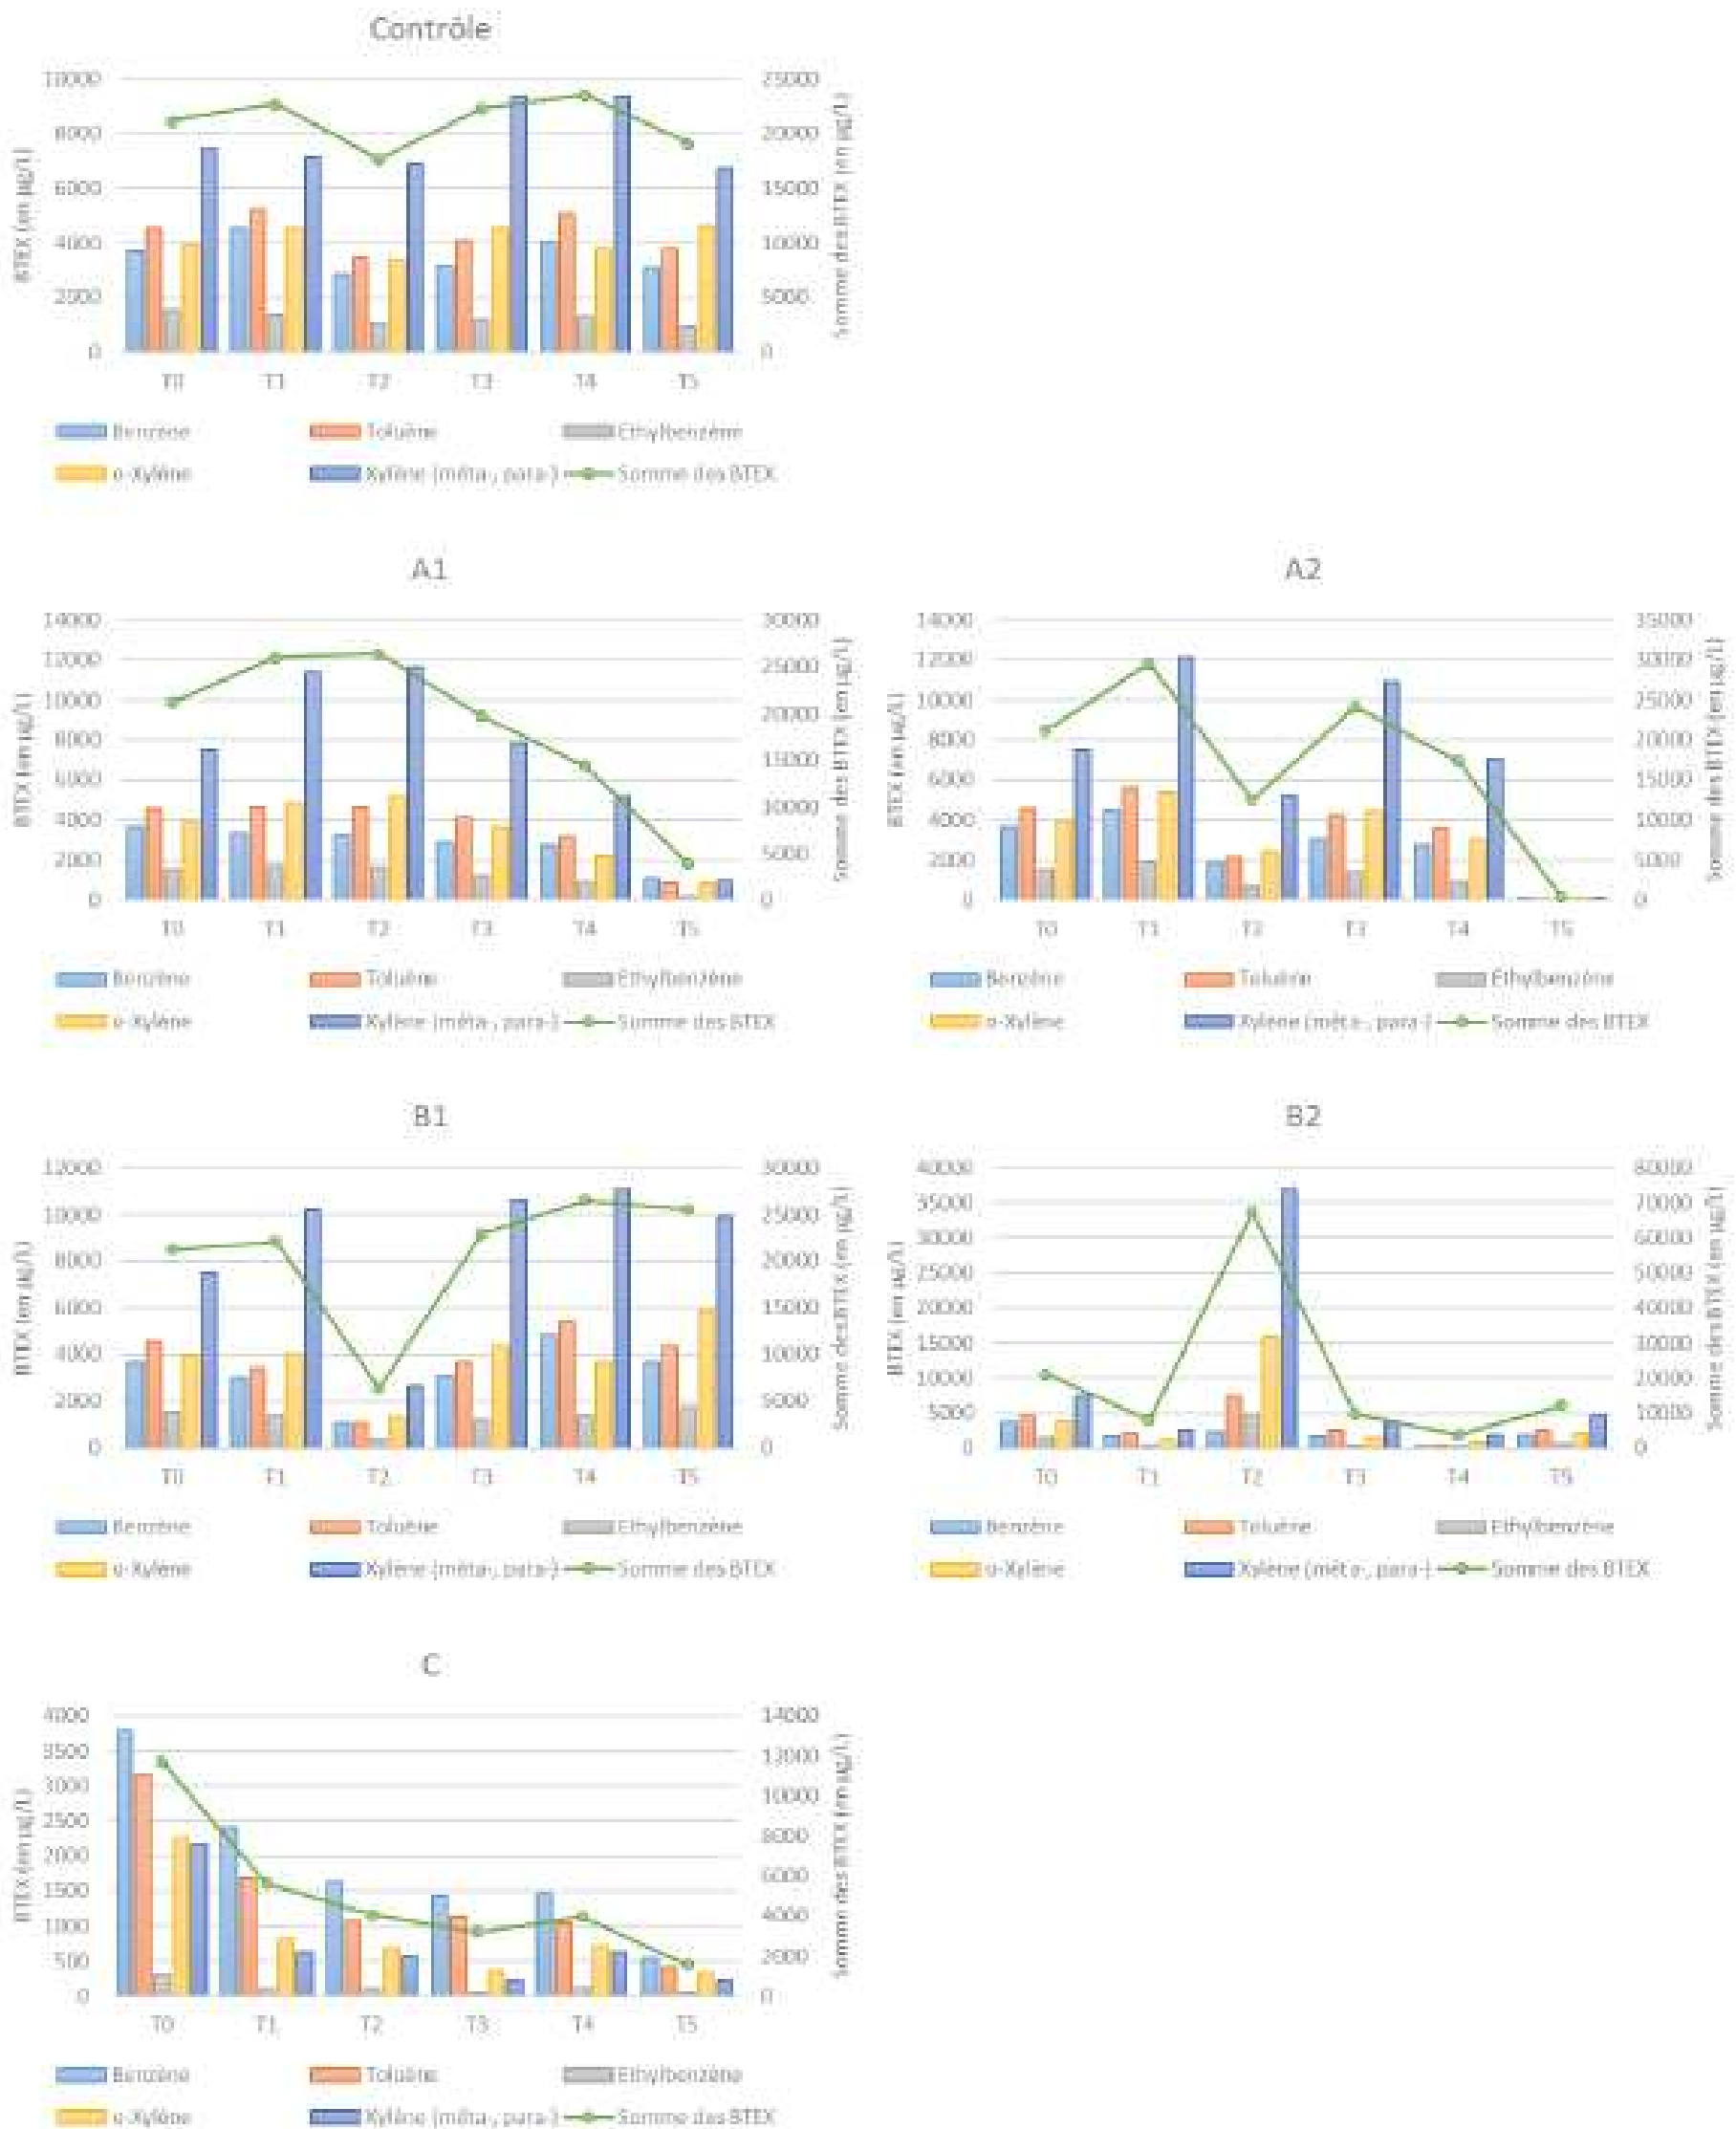 Contrôle
10000
8000
6000
4000
2000
0
BTEX (en µg/L)
25000
20000
15000
10000
5000
0
Somme des BTEX (en µg/L)
T0 T1 T2 T3 T4 T5
Benzène Toluène Ethylbenzène
o-Xylène Xylène (méta-, para-) Somme des BTEX
A1
14000
12000
10000
8000
6000
4000
2000
0
BTEX (en µg/L)
30000
25000
20000
15000
10000
5000
0
Somme des BTEX (en µg/L)
T0 T1 T2 T3 T4 T5
Benzène Toluène Ethylbenzène
o-Xylène Xylène (méta-, para-) Somme des BTEX
A2
14000
12000
10000
8000
6000
4000
2000
0
BTEX (en µg/L)
35000
30000
25000
20000
15000
10000
5000
0
Somme des BTEX (en µg/L)
T0 T1 T2 T3 T4 T5
Benzène Toluène Ethylbenzène
o-Xylène Xylène (méta-, para-) Somme des BTEX
B1
12000
10000
8000
6000
4000
2000
0
BTEX (en µg/L)
30000
25000
20000
15000
10000
5000
0
Somme des BTEX (en µg/L)
T0 T1 T2 T3 T4 T5
Benzène Toluène Ethylbenzène
o-Xylène Xylène (méta-, para-) Somme des BTEX
B2
40000
35000
30000
25000
20000
15000
10000
5000
0
BTEX (en µg/L)
80000
70000
60000
50000
40000
30000
20000
10000
0
Somme des BTEX (en µg/L)
T0 T1 T2 T3 T4 T5
Benzène Toluène Ethylbenzène
o-Xylène Xylène (méta-, para-) Somme des BTEX
C
4000
3500
3000
2500
2000
1500
1000
500
0
BTEX (en µg/L)
14000
12000
10000
8000
6000
4000
2000
0
Somme des BTEX (en µg/L)
T0 T1 T2 T3 T4 T5
Benzène Toluène Ethylbenzène
o-Xylène Xylène (méta-, para-) Somme des BTEX